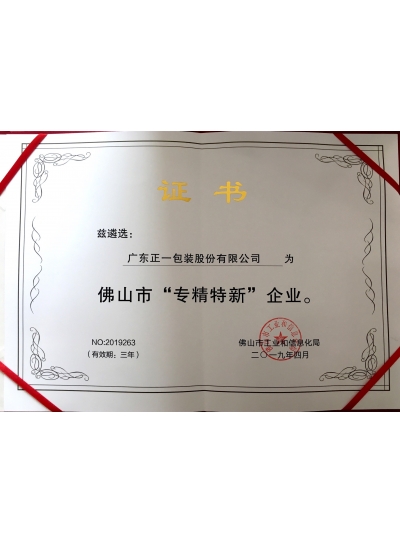 证书
兹遴选：
广东正一包装股份有限公司 为
佛山市“专精特新”企业。
NO:2019263
（有效期：三年）
佛山市工业和信息化局
二〇一九年四月